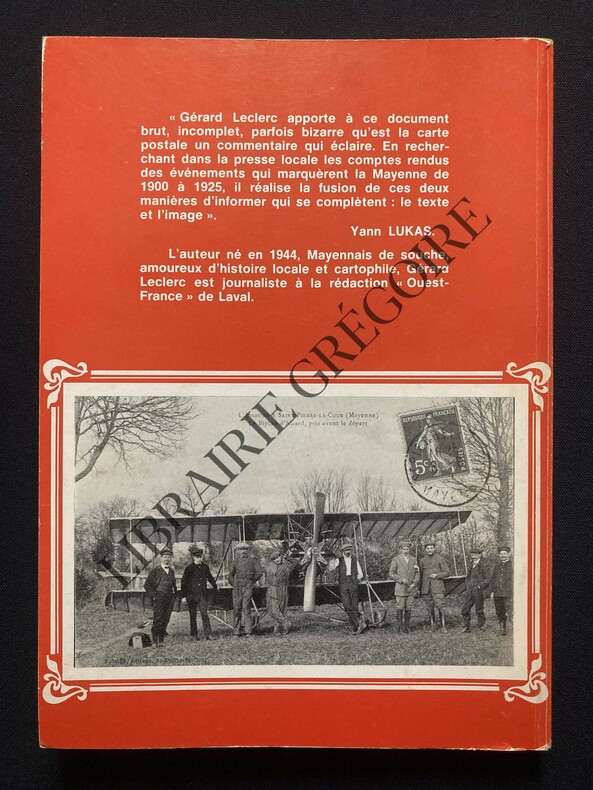 « Gérard Leclerc apporte à ce document
brut, incomplet, parfois bizarre qu'est la carte
postale un commentaire qui éclaire. En recher-
chant dans la presse locale les comptes rendus
des événements qui marquèrent la Mayenne de
1900 à 1925, il réalise la fusion de ces deux
manières d'informer qui se complètent : le texte
et l'image ».
Yann LUKAS.
L'auteur né en 1944, Mayennais de souche,
amoureux d'histoire locale et cartophile, Gérard
Leclerc est journaliste à la rédaction « Ouest-
France » de Laval.
LIBRAIRIE GRÉGOIRE
SAINT-PIERRE-LA-COUR (Mayenne)
d'Allard, pris avant le départ
RÉPUBLIQUE FRANÇAISE
5c
POSTES